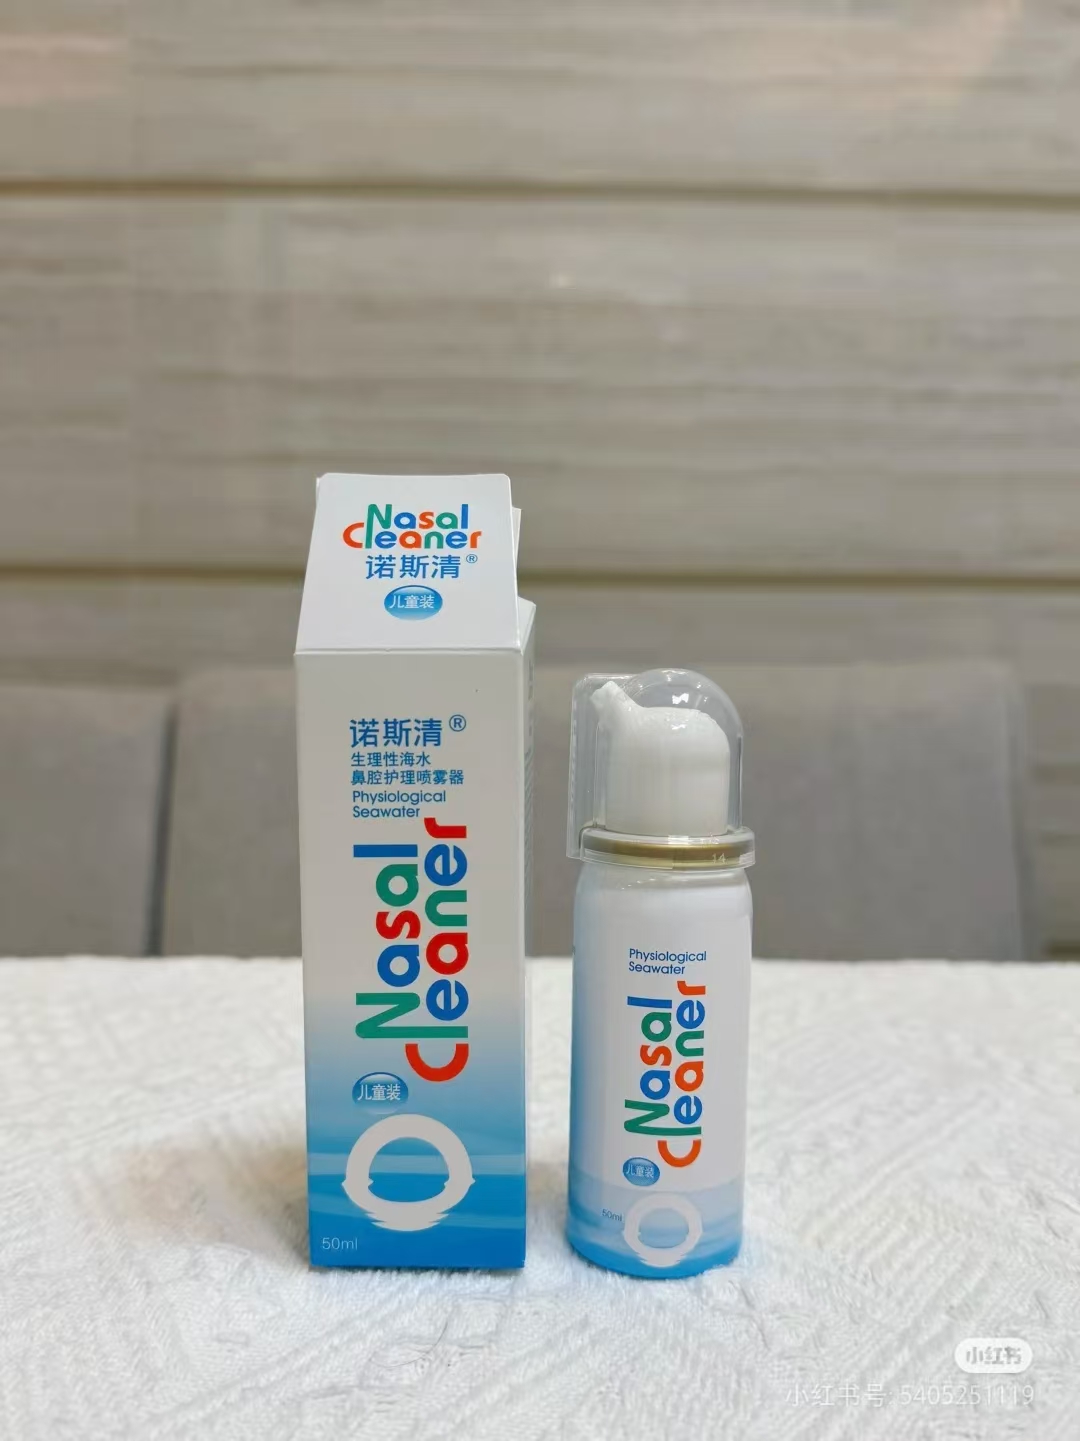 Nasal
Cleaner
诺斯清®
儿童装
诺斯清®
生理性海水
鼻腔护理喷雾器
Physiological
Seawater
Nasal
Cleaner
儿童装
50ml
14
Physiological
Seawater
Nasal
Cleaner
儿童装
50ml
小红书
小红书号: 5405251119